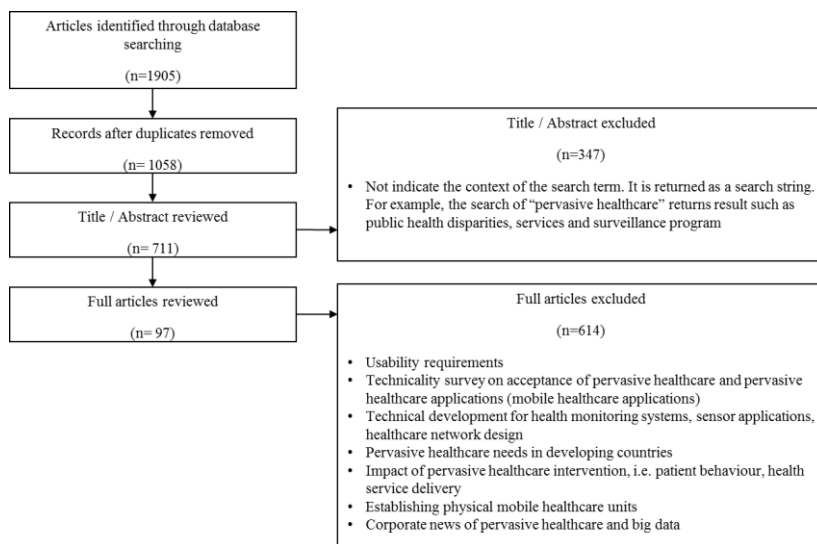 Articles identified through database
searching
(n=1905)
Records after duplicates removed
(n= 1058)
Title / Abstract reviewed
(n= 711)
Full articles reviewed
(n= 97)
Title / Abstract excluded
(n=347)
• Not indicate the context of the search term. It is returned as a search string.
For example, the search of “pervasive healthcare” returns result such as
public health disparities, services and surveillance program
Full articles excluded
(n=614)
• Usability requirements
• Technicality survey on acceptance of pervasive healthcare and pervasive
healthcare applications (mobile healthcare applications)
• Technical development for health monitoring systems, sensor applications,
healthcare network design
• Pervasive healthcare needs in developing countries
• Impact of pervasive healthcare intervention, i.e. patient behaviour, health
service delivery
• Establishing physical mobile healthcare units
• Corporate news of pervasive healthcare and big data